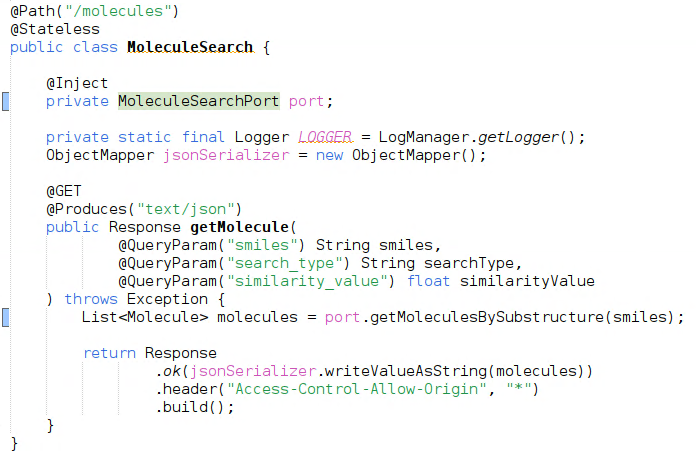 @Path("/molecules")
@Stateless
public class MoleculeSearch {
@Inject
private MoleculeSearchPort port;
private static final Logger LOGGER = LogManager.getLogger();
ObjectMapper jsonSerializer = new ObjectMapper();
@GET
@Produces("text/json")
public Response getMolecule(
@QueryParam("smiles") String smiles,
@QueryParam("search_type") String searchType,
@QueryParam("similarity_value") float similarityValue
) throws Exception {
List<Molecule> molecules = port.getMoleculesBySubstructure(smiles);
return Response
.ok(jsonSerializer.writeValueAsString(molecules))
.header("Access-Control-Allow-Origin", "*")
.build();
}
}